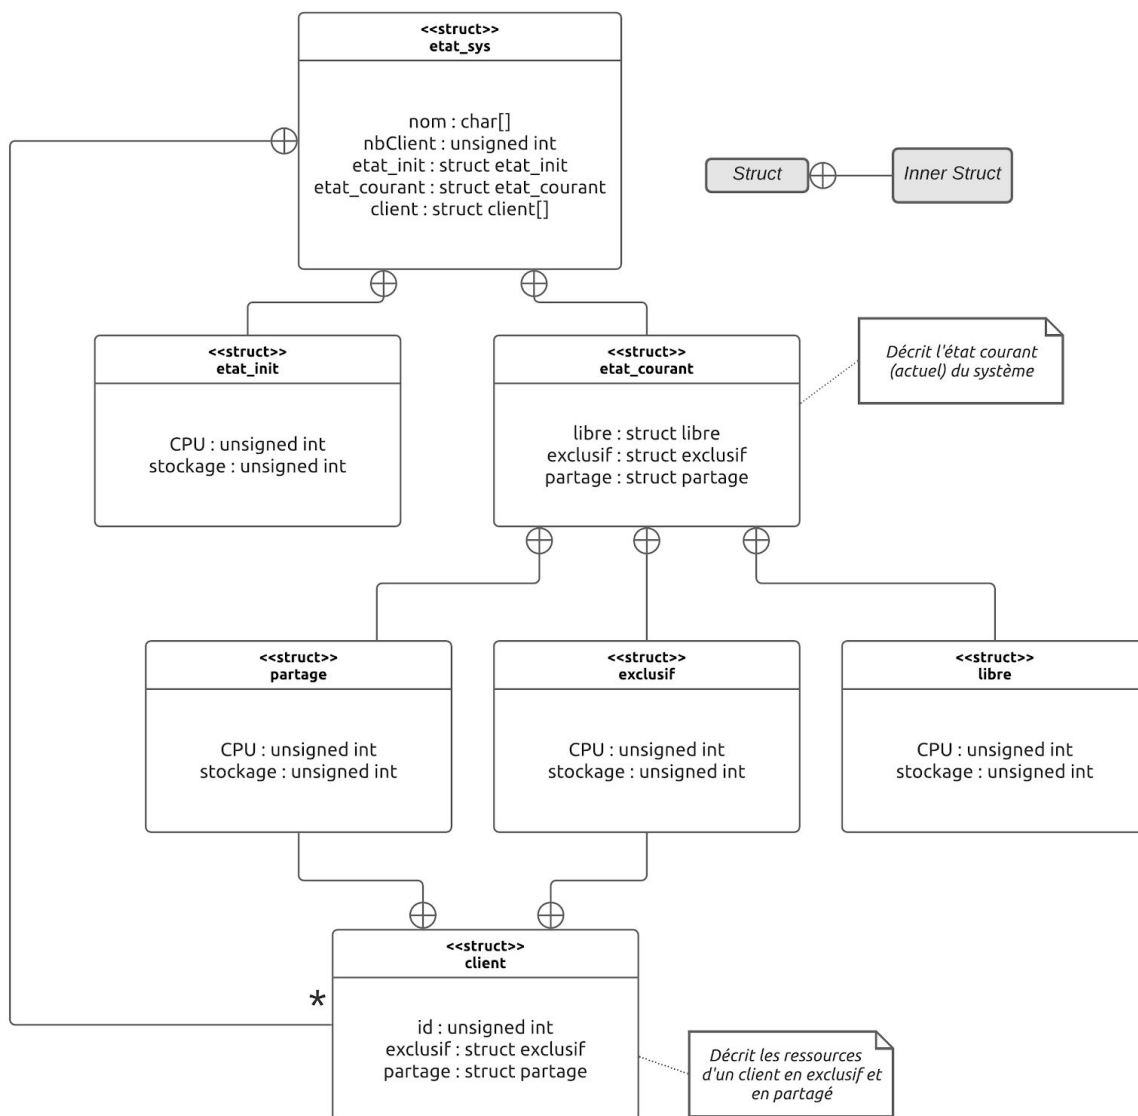 <<struct>>
etat_sys
nom : char[]
nbClient : unsigned int
etat_init : struct etat_init
etat_courant : struct etat_courant
client : struct client[]
Struct
Inner Struct
<<struct>>
etat_init
CPU : unsigned int
stockage : unsigned int
<<struct>>
etat_courant
libre : struct libre
exclusif : struct exclusif
partage : struct partage
Décrit l'état courant
(actuel) du système
<<struct>>
partage
CPU : unsigned int
stockage : unsigned int
<<struct>>
exclusif
CPU : unsigned int
stockage : unsigned int
<<struct>>
libre
CPU : unsigned int
stockage : unsigned int
<<struct>>
client
*
id : unsigned int
exclusif : struct exclusif
partage : struct partage
Décrit les ressources
d'un client en exclusif et
en partagé